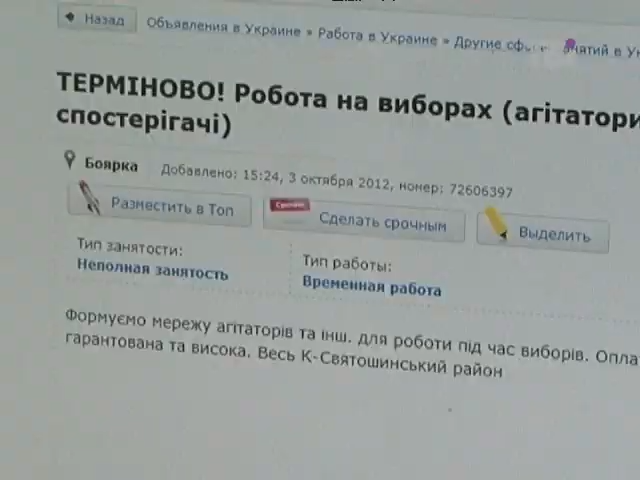 Назад
Объявления в Украине » Работа в Украине » Другие
ТЕРМІНОВО! Робота на виборах (агітатори
спостерігачі)
Боярка Добавлено: 15:24, 3 октября 2012, номер: 72606397
Разместить в Топ Срочно Сделать срочным Выделить
Тип занятости: Тип работы:
Неполная занятость Временная работа
Формуємо мережу агітаторів та інш. для роботи під час виборів.
гарантована та висока. Весь К-Святошинський район